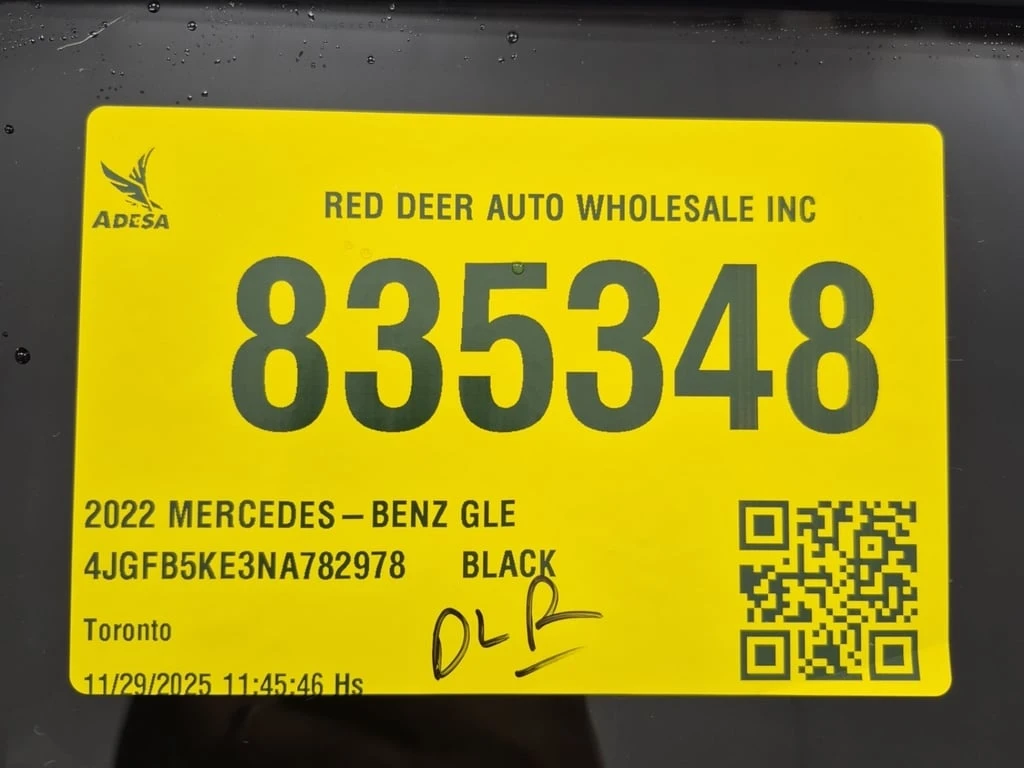 ADESA
RED DEER AUTO WHOLESALE INC
835348
2022 MERCEDES-BENZ GLE
4JGFB5KE3NA782978 BLACK
DLR
Toronto
11/29/2025 11:45:46 Hs